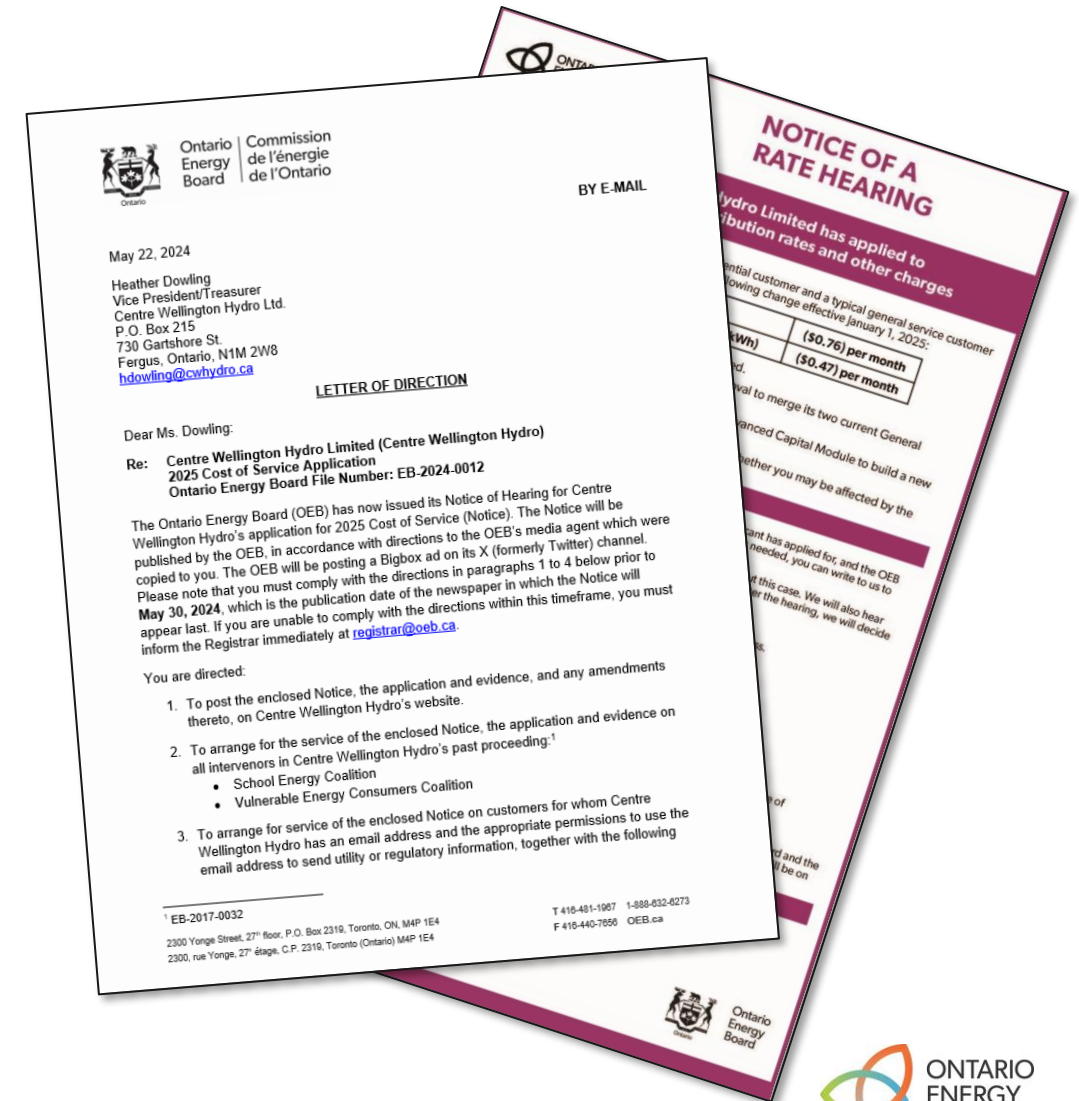 Ontario
Energy
Board
Commission
de l'énergie
de l'Ontario
Ontario
BY E-MAIL
May 22, 2024
Heather Dowling
Vice President/Treasurer
Centre Wellington Hydro Ltd.
P.O. Box 215
730 Gartshore St.
Fergus, Ontario, N1M 2W8
hdowling@cwhydro.ca
LETTER OF DIRECTION
Dear Ms. Dowling:
Re: Centre Wellington Hydro Limited (Centre Wellington Hydro)
2025 Cost of Service Application
Ontario Energy Board File Number: EB-2024-0012
The Ontario Energy Board (OEB) has now issued its Notice of Hearing for Centre
Wellington Hydro's application for 2025 Cost of Service (Notice). The Notice will be
published by the OEB, in accordance with directions to the OEB's media agent which were
copied to you. The OEB will be posting a Bigbox ad on its X (formerly Twitter) channel.
Please note that you must comply with the directions in paragraphs 1 to 4 below prior to
May 30, 2024, which is the publication date of the newspaper in which the Notice will
appear last. If you are unable to comply with the directions within this timeframe, you must
inform the Registrar immediately at registrar@oeb.ca.
You are directed:
1. To post the enclosed Notice, the application and evidence, and any amendments
thereto, on Centre Wellington Hydro's website.
2. To arrange for the service of the enclosed Notice, the application and evidence on
all intervenors in Centre Wellington Hydro's past proceeding:¹
• School Energy Coalition
• Vulnerable Energy Consumers Coalition
3. To arrange for service of the enclosed Notice on customers for whom Centre
Wellington Hydro has an email address and the appropriate permissions to use the
email address to send utility or regulatory information, together with the following
¹ EB-2017-0032
2300 Yonge Street, 27th floor, P.O. Box 2319, Toronto, ON, M4P 1E4
2300, rue Yonge, 27e étage, C.P. 2319, Toronto (Ontario) M4P 1E4
T 416-481-1967 1-888-632-6273
F 416-440-7656 OEB.ca
NOTICE OF A
RATE HEARING
Hydro Limited has applied to
rates and other charges
customer and a typical general service customer
change effective January 1, 2025:
($0.76) per month
kWh) ($0.47) per month
to merge its two current General
Capital Module to build a new
you may be affected by the
has applied for, and the OEB
needed, you can write to us to
this case. We will also hear
the hearing, we will decide
of
and the
be on
Ontario
Ontario
Energy
Board
ONTARIO
ENERGY